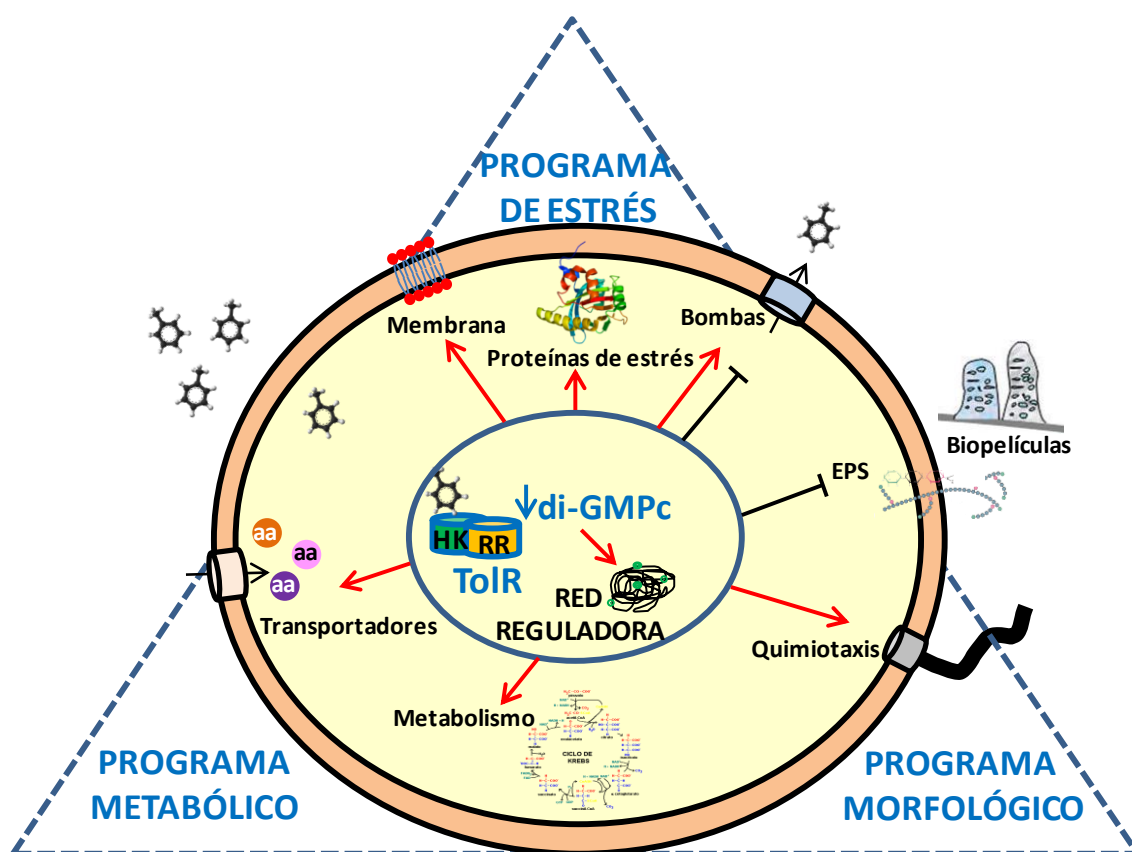 PROGRAMA
DE ESTRÉS
Membrana
Proteínas de estrés
Bombas
Biopelículas
EPS
di-GMPc
HK RR
TolR
RED
REGULADORA
aa
aa
aa
Transportadores
Quimiotaxis
Metabolismo
CICLO DE
KREBS
PROGRAMA
METABÓLICO
PROGRAMA
MORFOLÓGICO